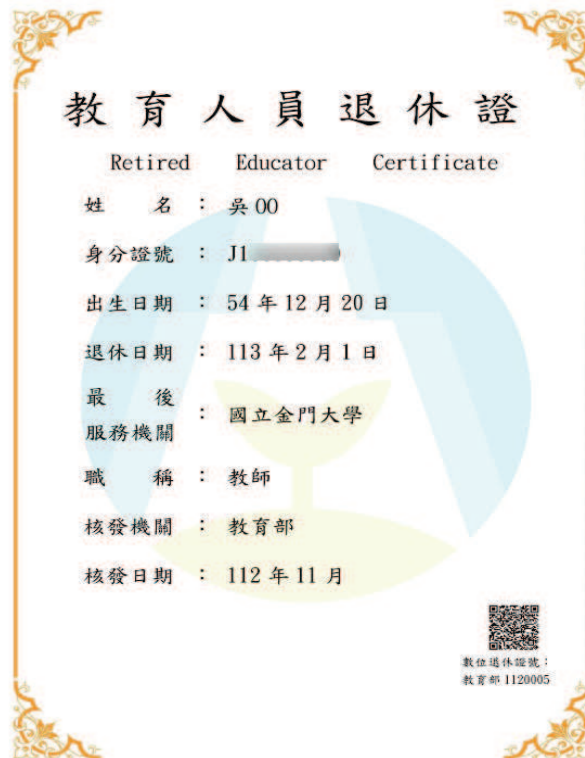 教育人員退休證
Retired Educator Certificate
姓名：吳OO
身分證號：J1
出生日期：54年12月20日
退休日期：113年2月1日
最後服務機關：國立金門大學
職稱：教師
核發機關：教育部
核發日期：112年11月
數位退休證號：
教育部1120005